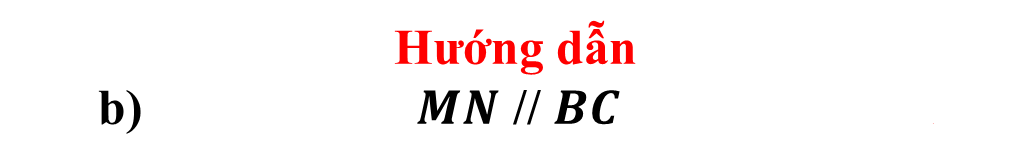 Hướng dẫn
b) MN // BC